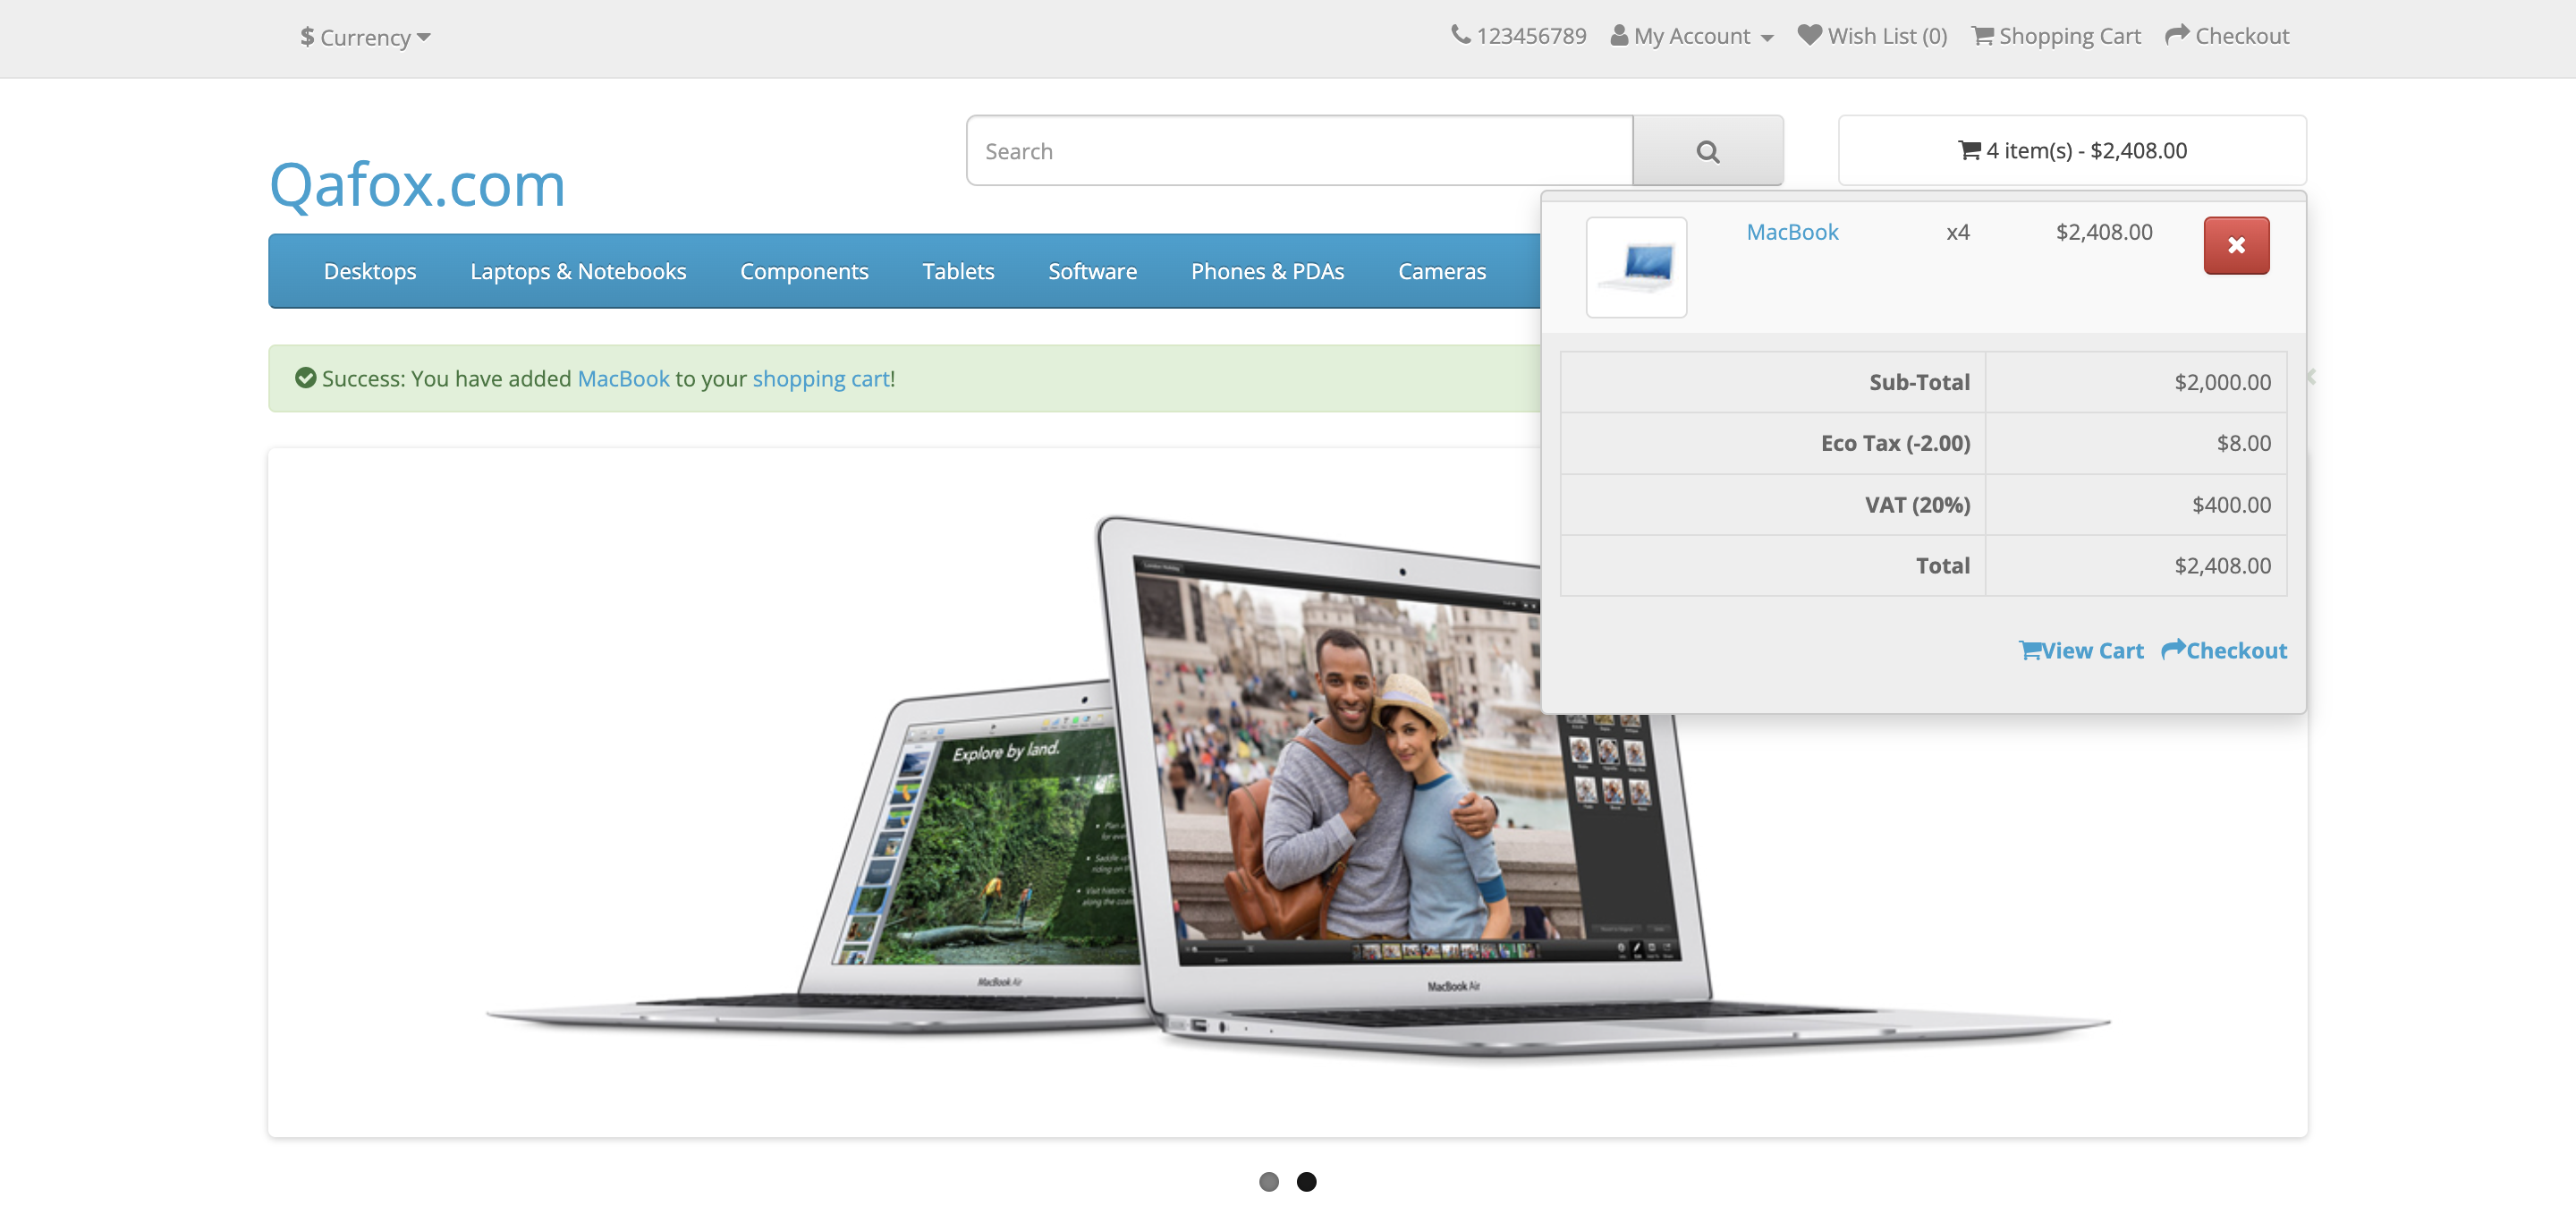 $ Currency
123456789 My Account Wish List (0) Shopping Cart Checkout
Qafox.com
Search
4 item(s) - $2,408.00
MacBook x4 $2,408.00
Desktops Laptops & Notebooks Components Tablets Software Phones & PDAs Cameras
Success: You have added MacBook to your shopping cart!
Sub-Total $2,000.00
Eco Tax (-2.00) $8.00
VAT (20%) $400.00
Total $2,408.00
View Cart Checkout
Explore by land.
MacBook Air
MacBook Air